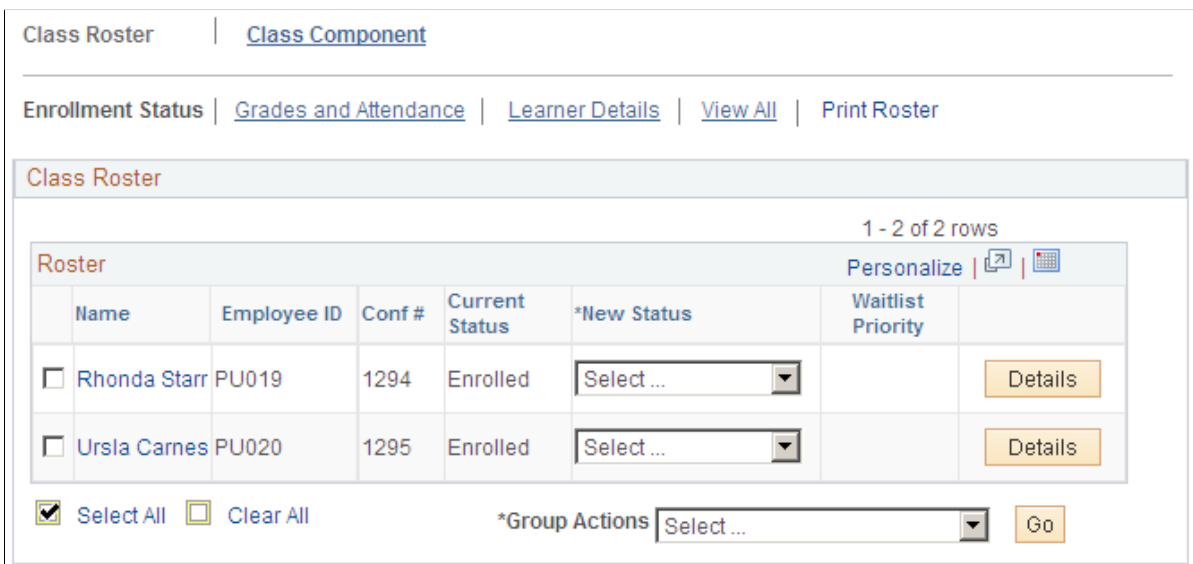 Class Roster | Class Component
Enrollment Status | Grades and Attendance | Learner Details | View All | Print Roster
Class Roster
1 - 2 of 2 rows
Roster Personalize | |
Name Employee ID Conf # Current Status *New Status Waitlist Priority
Rhonda Starr PU019 1294 Enrolled Select ... Details
Ursla Carnes PU020 1295 Enrolled Select ... Details
Select All Clear All *Group Actions Select ... Go